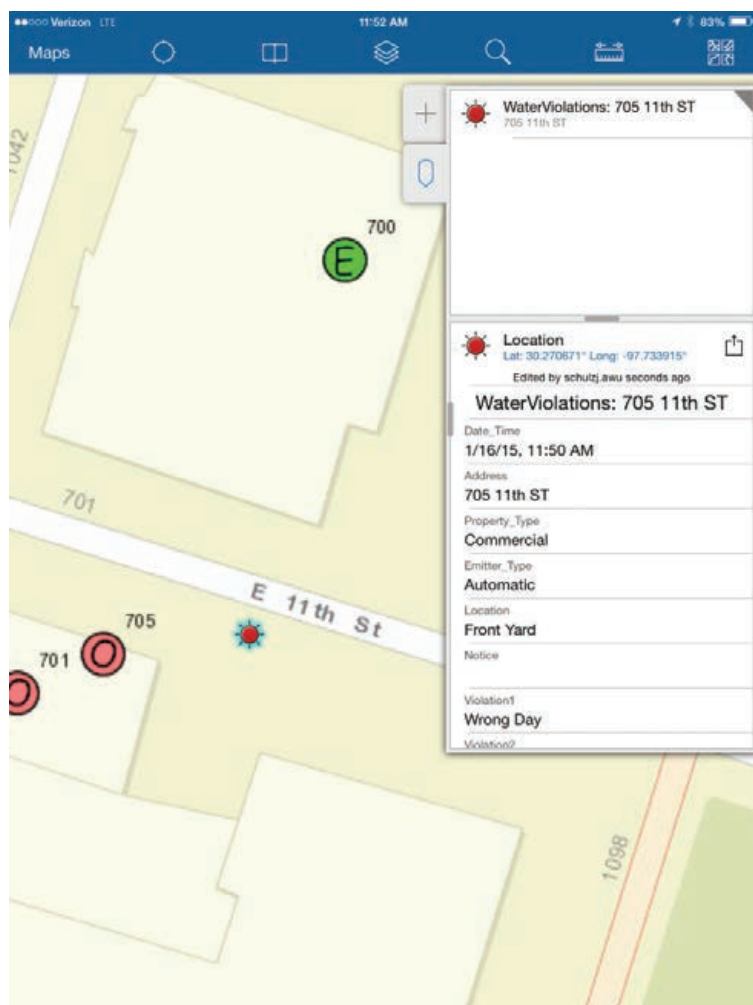 Verizon LTE
11:52 AM
83%
Maps
WaterViolations: 705 11th ST
705 11th ST
1042
700
E
Location
Lat: 30.270671° Long: -97.733915°
Edited by schulzj.awu seconds ago
WaterViolations: 705 11th ST
Date_Time
1/16/15, 11:50 AM
Address
705 11th ST
Property_Type
Commercial
Emitter_Type
Automatic
Location
Front Yard
Notice
Violation1
Wrong Day
Violation2
701
E 11th St
705
O
701
O
1098